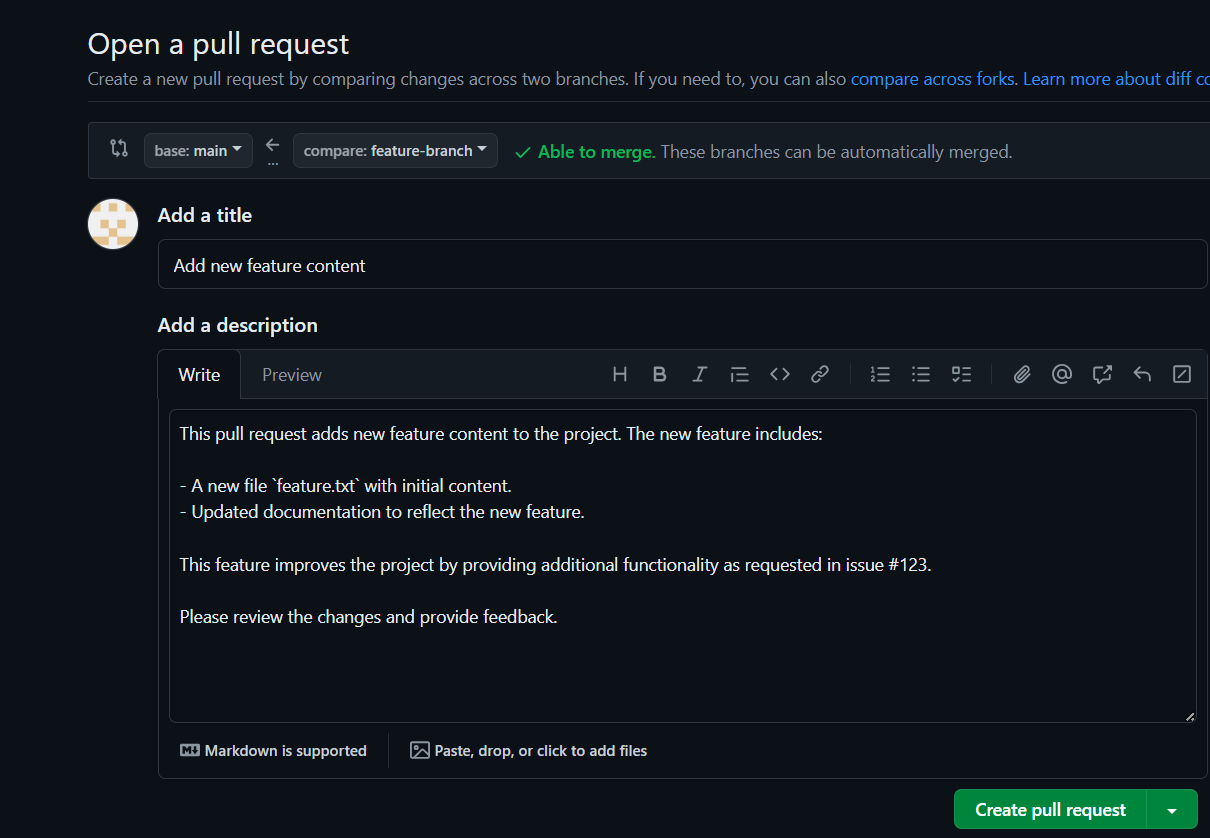 Open a pull request
Create a new pull request by comparing changes across two branches. If you need to, you can also compare across forks. Learn more about diff
base: main
...
compare: feature-branch
Able to merge. These branches can be automatically merged.
Add a title
Add new feature content
Add a description
Write Preview
This pull request adds new feature content to the project. The new feature includes:
- A new file `feature.txt` with initial content.
- Updated documentation to reflect the new feature.
This feature improves the project by providing additional functionality as requested in issue #123.
Please review the changes and provide feedback.
Markdown is supported
Paste, drop, or click to add files
Create pull request